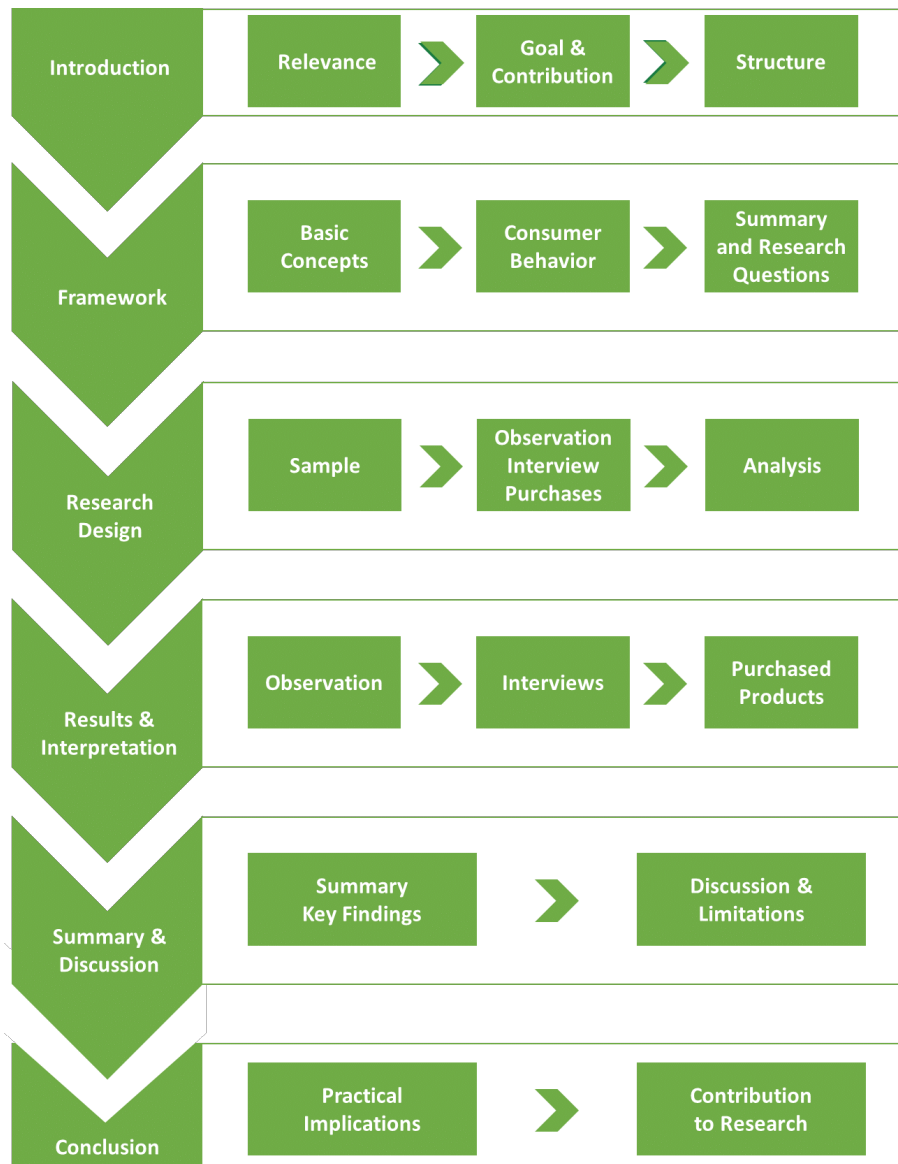 Introduction
Relevance
Goal &
Contribution
Structure
Framework
Basic
Concepts
Consumer
Behavior
Summary
and Research
Questions
Research
Design
Sample
Observation
Interview
Purchases
Analysis
Results &
Interpretation
Observation
Interviews
Purchased
Products
Summary &
Discussion
Summary
Key Findings
Discussion &
Limitations
Conclusion
Practical
Implications
Contribution
to Research